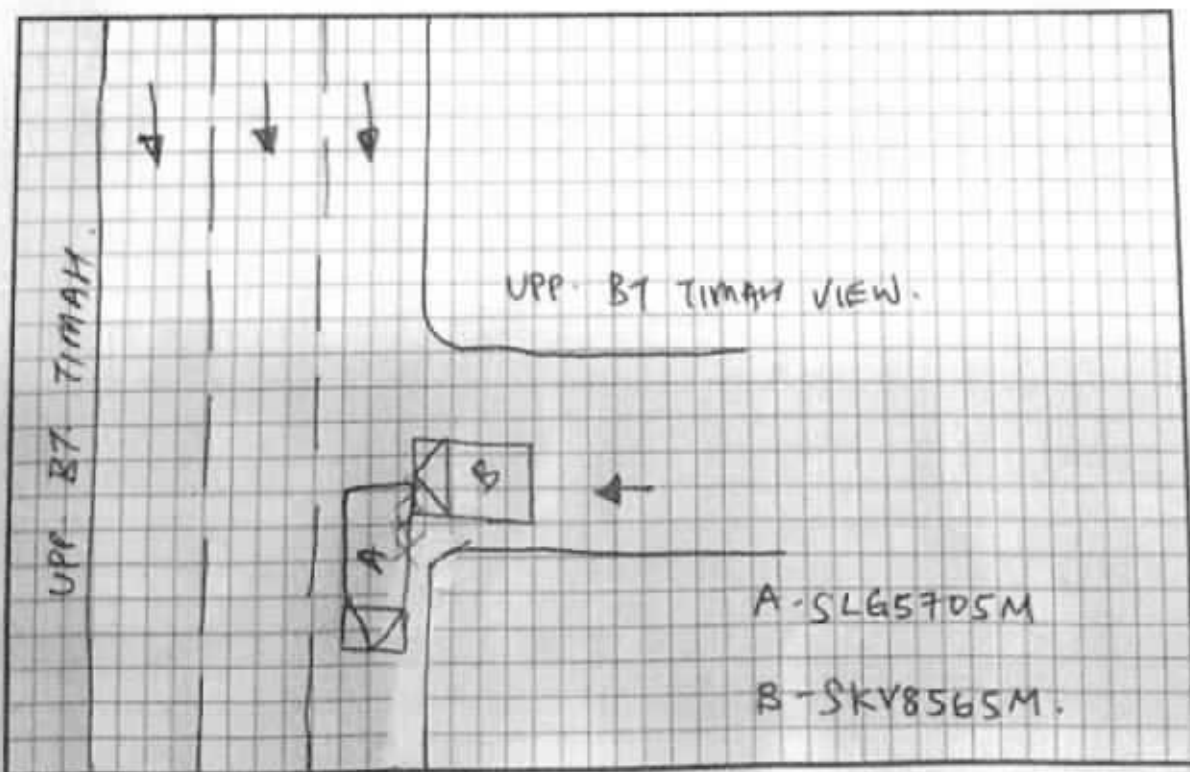 UPP BT TIMAH.
UPP. BT TIMAH VIEW.
B
A
A-SLG5705M
B-SKV8565M.